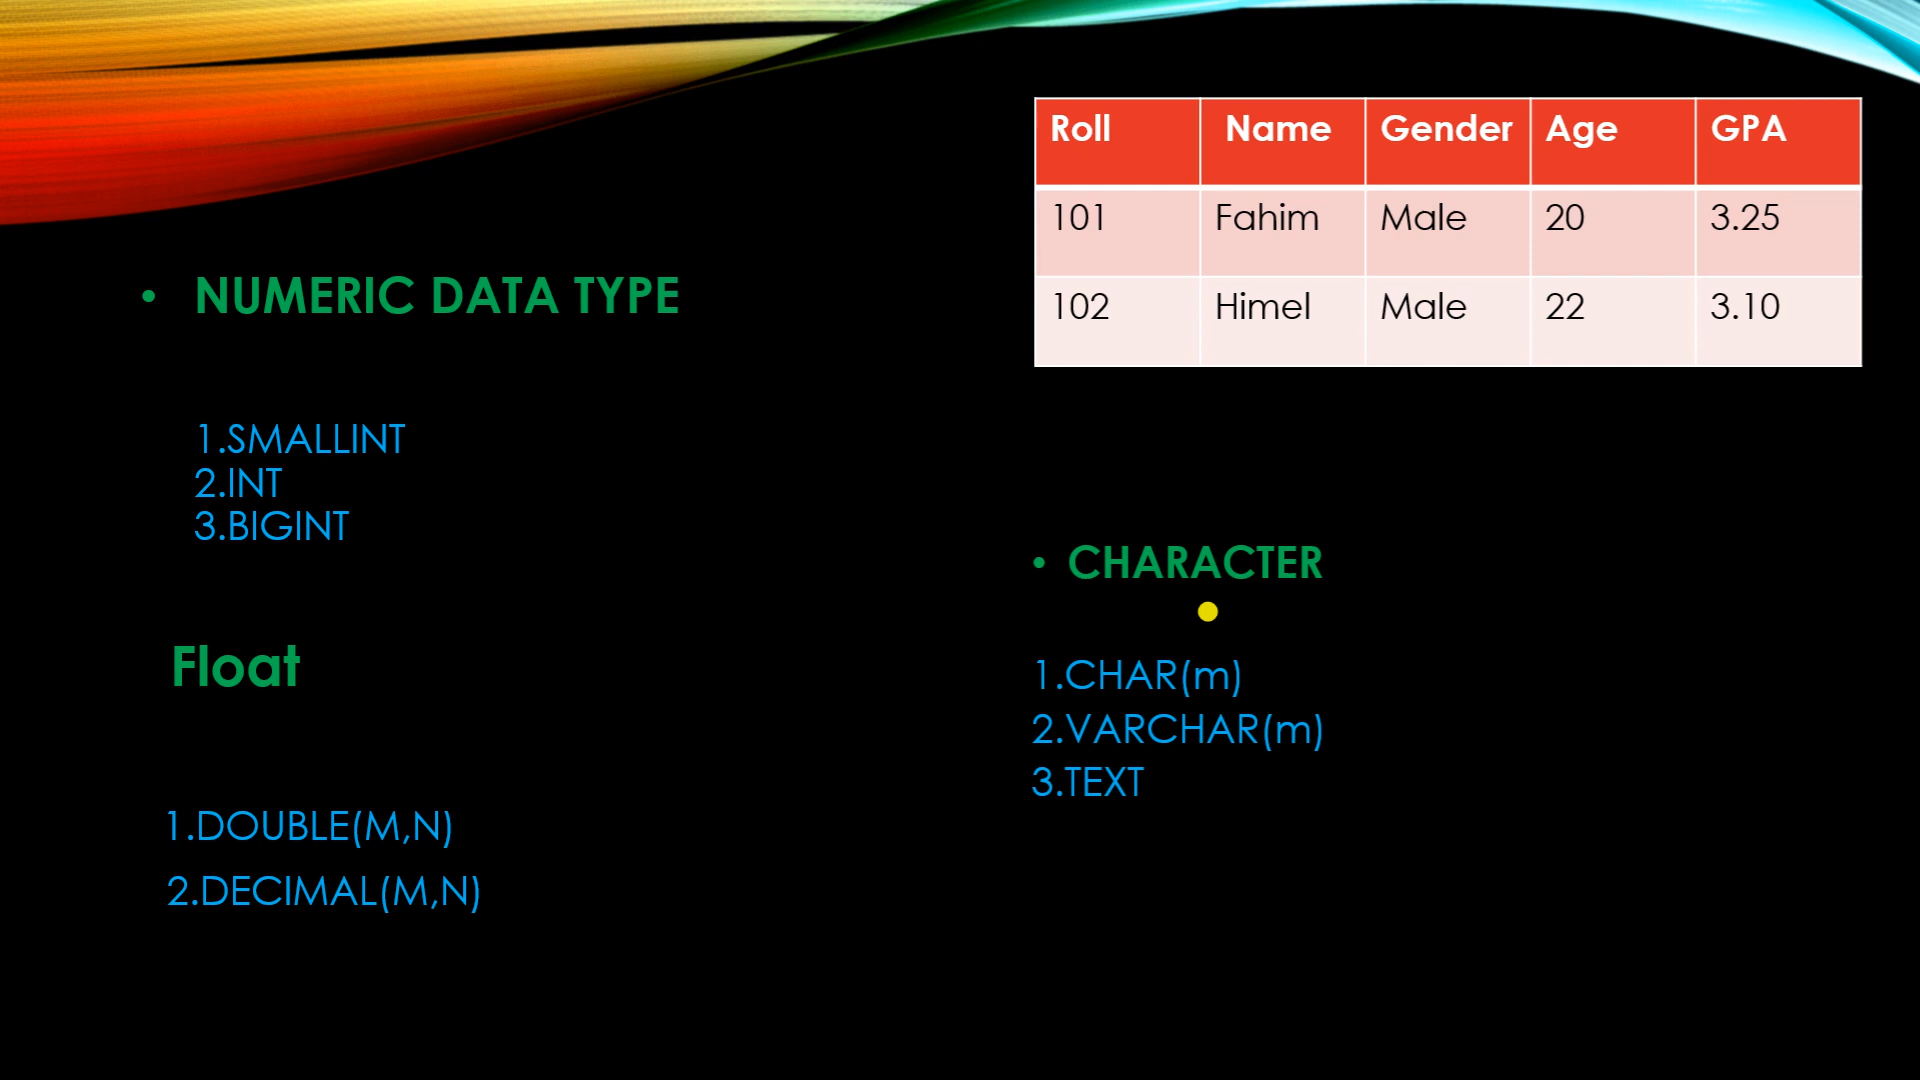 Roll Name Gender Age GPA
101 Fahim Male 20 3.25
102 Himel Male 22 3.10
• NUMERIC DATA TYPE
1.SMALLINT
2.INT
3.BIGINT
Float
1.DOUBLE(M,N)
2.DECIMAL(M,N)
• CHARACTER
1.CHAR(m)
2.VARCHAR(m)
3.TEXT